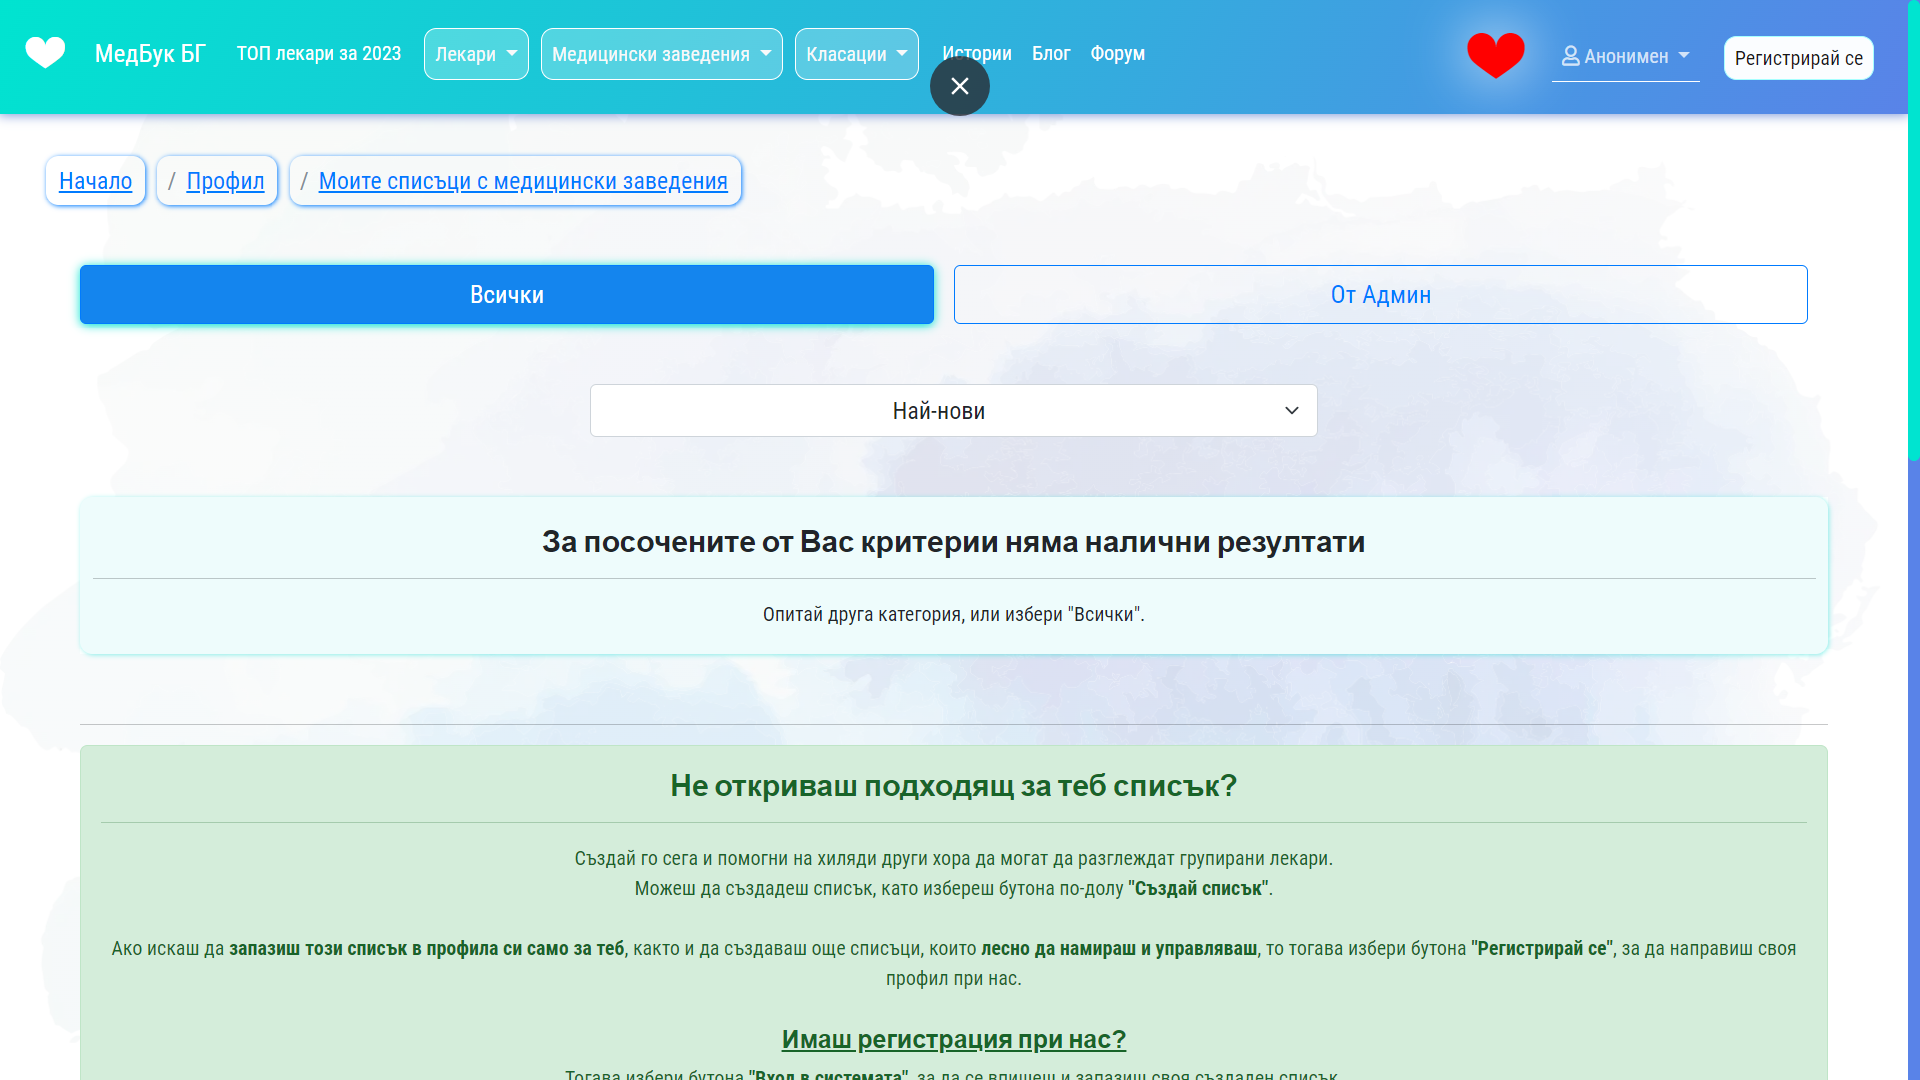 МедБук БГ
ТОП лекари за 2023
Лекари
Медицински заведения
Класации
Истории
Блог
Форум
Анонимен
Регистрирай се
Начало
/ Профил
/ Моите списъци с медицински заведения
Всички
От Админ
Най-нови
За посочените от Вас критерии няма налични резултати
Опитай друга категория, или избери "Всички".
Не откриваш подходящ за теб списък?
Създай го сега и помогни на хиляди други хора да могат да разглеждат групирани лекари.
Можеш да създадеш списък, като избереш бутона по-долу "Създай списък".
Ако искаш да запазиш този списък в профила си само за теб, както и да създаваш още списъци, които лесно да намираш и управляваш, то тогава избери бутона "Регистрирай се", за да направиш своя
профил при нас.
Имаш регистрация при нас?
Тогава избери бутона "Вход в системата", за да се впишеш и запазиш своя създаден списък.